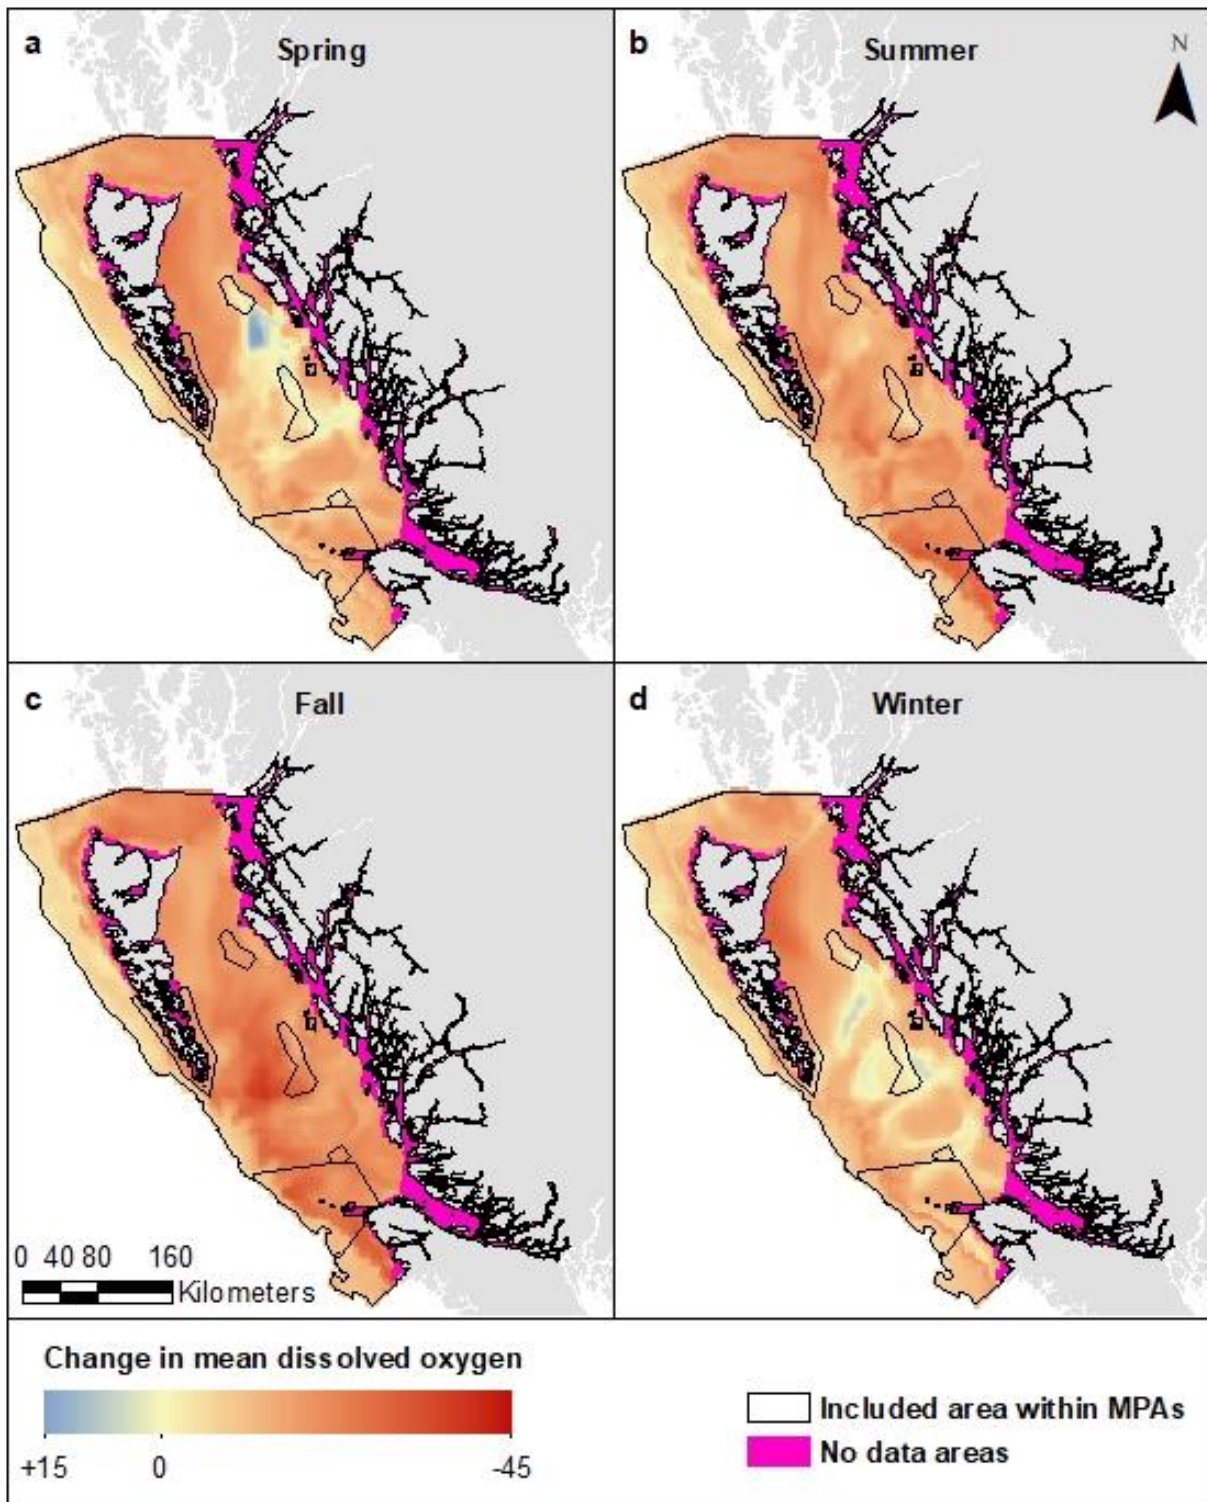 a
Spring
b
Summer
N
c
Fall
d
Winter
0 40 80 160
Kilometers
Change in mean dissolved oxygen
+15 0 -45
Included area within MPAs
No data areas